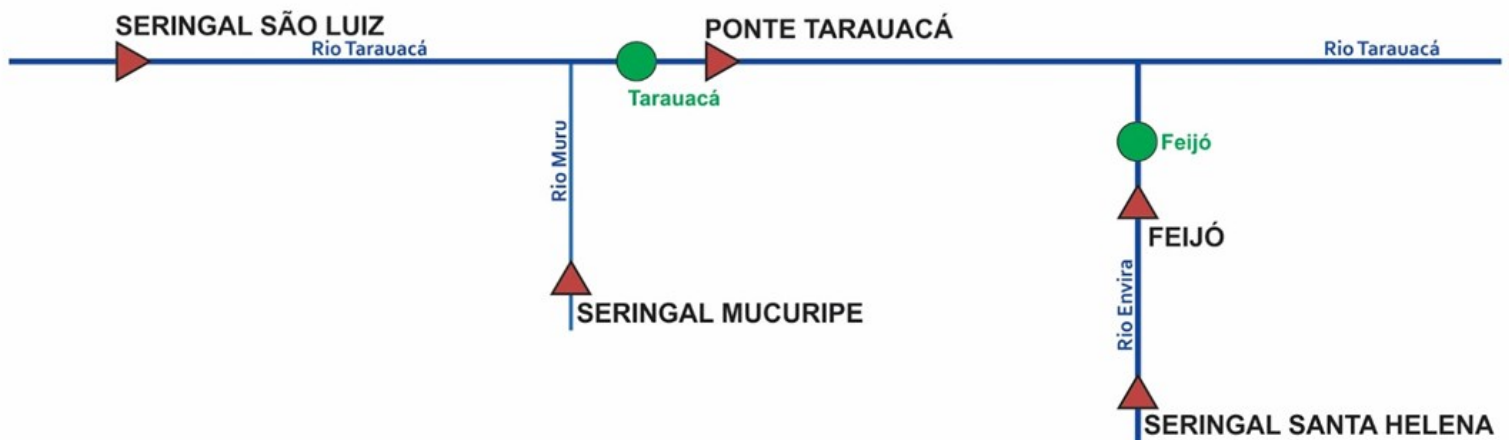 SERINGAL SÃO LUIZ
PONTE TARAUACÁ
Rio Tarauacá
Rio Tarauacá
Tarauacá
Rio Muru
Feijó
FEIJÓ
Rio Envira
SERINGAL MUCURIPE
SERINGAL SANTA HELENA